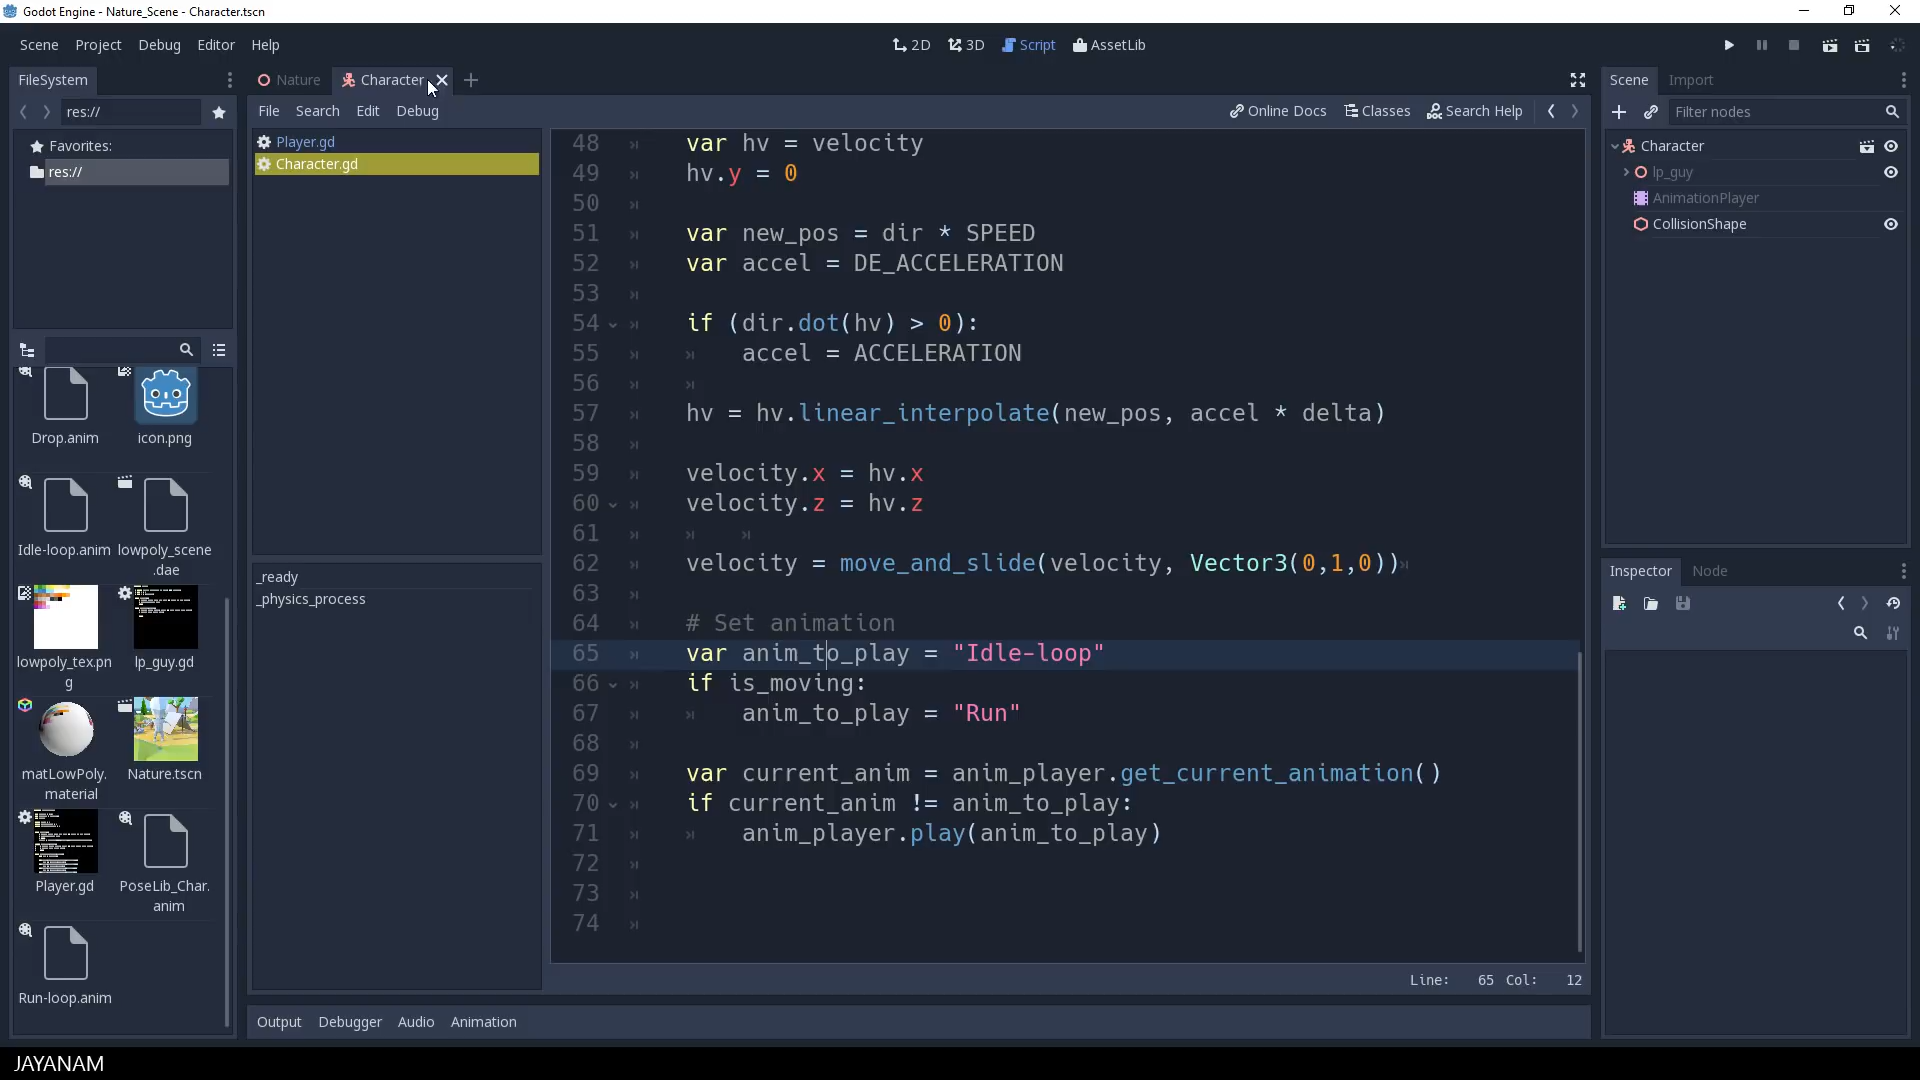 Godot Engine - Nature_Scene - Character.tscn
Scene Project Debug Editor Help
2D 3D Script AssetLib
FileSystem
res://
Favorites:
res://
Drop.anim
icon.png
Idle-loop.anim
lowpoly_scene
.dae
lowpoly_tex.pn
g
lp_guy.gd
matLowPoly.
material
Nature.tscn
Player.gd
PoseLib_Char.
anim
Run-loop.anim
Nature Character
File Search Edit Debug
Online Docs Classes Search Help
Player.gd
Character.gd
_ready
_physics_process
48 var hv = velocity
49 hv.y = 0
50
51 var new_pos = dir * SPEED
52 var accel = DE_ACCELERATION
53
54 if (dir.dot(hv) > 0):
55 accel = ACCELERATION
56
57 hv = hv.linear_interpolate(new_pos, accel * delta)
58
59 velocity.x = hv.x
60 velocity.z = hv.z
61
62 velocity = move_and_slide(velocity, Vector3(0,1,0))
63
64 # Set animation
65 var anim_to_play = "Idle-loop"
66 if is_moving:
67 anim_to_play = "Run"
68
69 var current_anim = anim_player.get_current_animation()
70 if current_anim != anim_to_play:
71 anim_player.play(anim_to_play)
72
73
74
Line: 65 Col: 12
Output Debugger Audio Animation
Scene Import
Filter nodes
Character
lp_guy
AnimationPlayer
CollisionShape
Inspector Node
JAYANAM